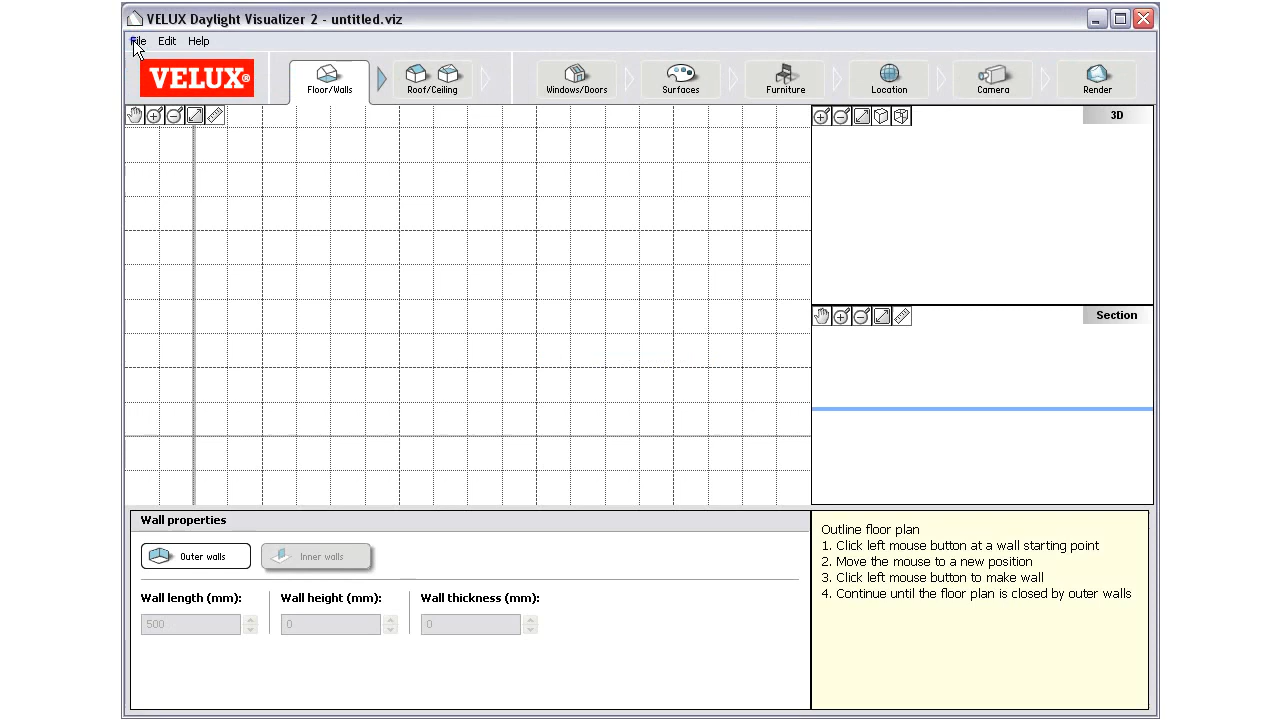 VELUX Daylight Visualizer 2 - untitled.viz
File Edit Help
VELUX®
Floor/Walls
Roof/Ceiling
Windows/Doors
Surfaces
Furniture
Location
Camera
Render
3D
Section
Wall properties
Outer walls
Inner walls
Wall length (mm):
Wall height (mm):
Wall thickness (mm):
500
0
0
Outline floor plan
1. Click left mouse button at a wall starting point
2. Move the mouse to a new position
3. Click left mouse button to make wall
4. Continue until the floor plan is closed by outer walls